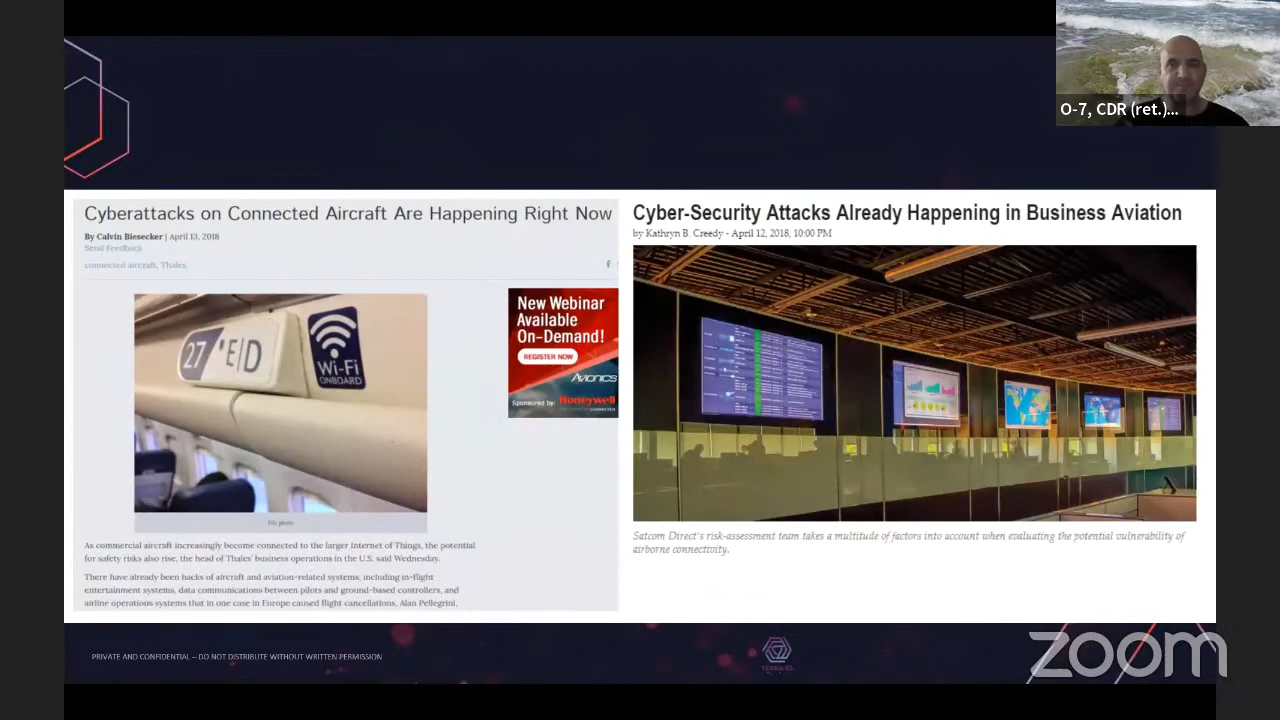 O-7, CDR (ret.)...
Cyberattacks on Connected Aircraft Are Happening Right Now
By Calvin Biesecker | April 13, 2018
Send Feedback
connected aircraft, Thales
f
27 E/D
Wi-Fi
ONBOARD
New Webinar
Available
On-Demand!
REGISTER NOW
AVIONICS
Sponsored by: Honeywell
File photo
As commercial aircraft increasingly become connected to the larger Internet of Things, the potential
for safety risks also rise, the head of Thales' business operations in the U.S. said Wednesday.
There have already been hacks of aircraft and aviation-related systems, including in-flight
entertainment systems, data communications between pilots and ground-based controllers, and
airline operations systems that in one case in Europe caused flight cancellations, Alan Pellegrini,
Cyber-Security Attacks Already Happening in Business Aviation
by Kathryn B. Creedy - April 12, 2018, 10:00 PM
Satcom Direct's risk-assessment team takes a multitude of factors into account when evaluating the potential vulnerability of
airborne connectivity.
PRIVATE AND CONFIDENTIAL – DO NOT DISTRIBUTE WITHOUT WRITTEN PERMISSION
zoom